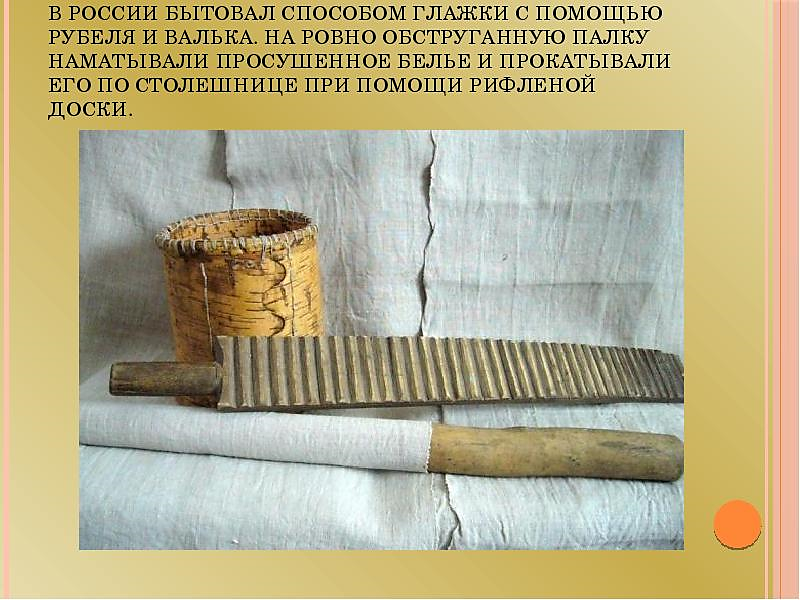 В РОССИИ БЫТОВАЛ СПОСОБОМ ГЛАЖКИ С ПОМОЩЬЮ
РУБЕЛЯ И ВАЛЬКА. НА РОВНО ОБСТРУГАННУЮ ПАЛКУ
НАМАТЫВАЛИ ПРОСУШЕННОЕ БЕЛЬЕ И ПРОКАТЫВАЛИ
ЕГО ПО СТОЛЕШНИЦЕ ПРИ ПОМОЩИ РИФЛЕНОЙ
ДОСКИ.